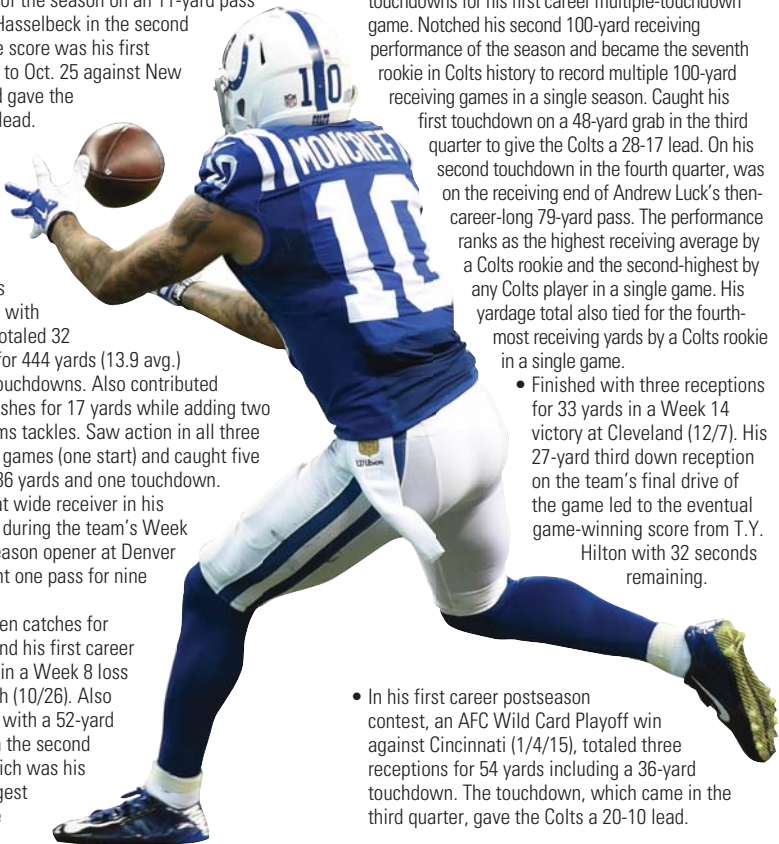 of the season on an 11-yard pass
Hasselbeck in the second
score was his first
to Oct. 25 against New
gave the
lead.
with
totaled 32
for 444 yards (13.9 avg.)
touchdowns. Also contributed
for 17 yards while adding two
tackles. Saw action in all three
games (one start) and caught five
36 yards and one touchdown.
wide receiver in his
during the team's Week
season opener at Denver
one pass for nine
catches for
and his first career
in a Week 8 loss
(10/26). Also
with a 52-yard
the second
which was his
touchdowns for his first career multiple-touchdown
game. Notched his second 100-yard receiving
performance of the season and became the seventh
rookie in Colts history to record multiple 100-yard
receiving games in a single season. Caught his
first touchdown on a 48-yard grab in the third
quarter to give the Colts a 28-17 lead. On his
second touchdown in the fourth quarter, was
on the receiving end of Andrew Luck's then-
career-long 79-yard pass. The performance
ranks as the highest receiving average by
a Colts rookie and the second-highest by
any Colts player in a single game. His
yardage total also tied for the fourth-
most receiving yards by a Colts rookie
in a single game.
• Finished with three receptions
for 33 yards in a Week 14
victory at Cleveland (12/7). His
27-yard third down reception
on the team's final drive of
the game led to the eventual
game-winning score from T.Y.
Hilton with 32 seconds
remaining.
• In his first career postseason
contest, an AFC Wild Card Playoff win
against Cincinnati (1/4/15), totaled three
receptions for 54 yards including a 36-yard
touchdown. The touchdown, which came in the
third quarter, gave the Colts a 20-10 lead.
10
MONCRIEF
10